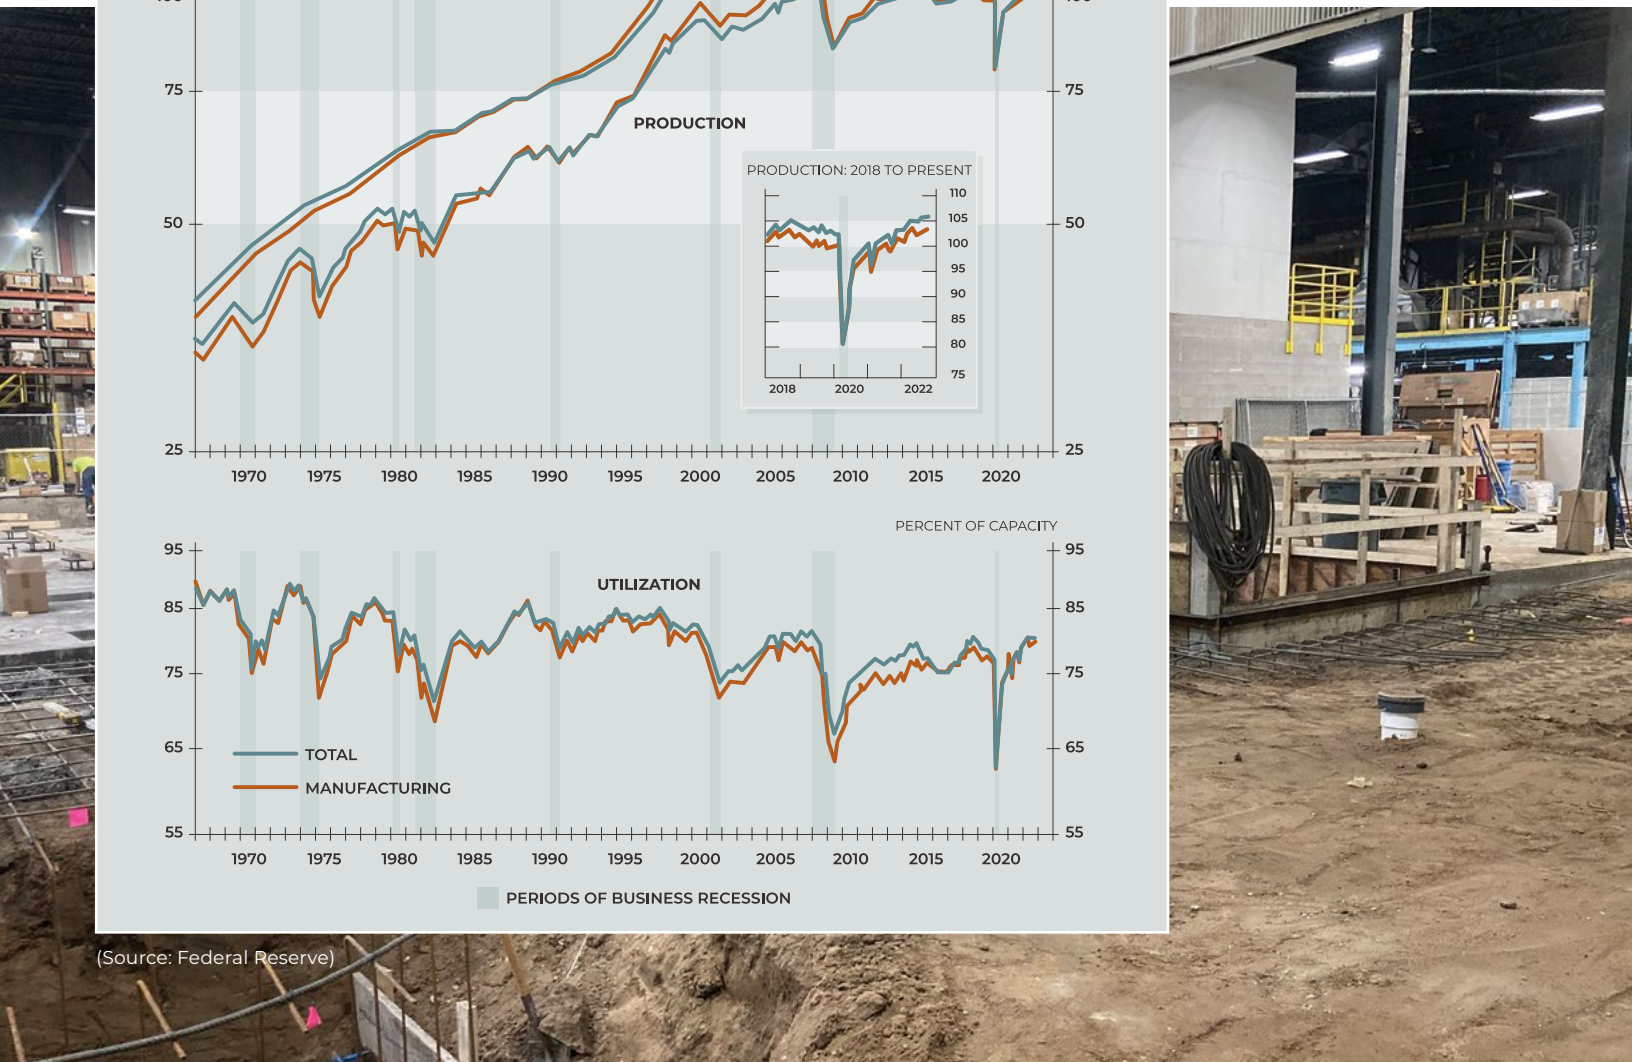 75 75
PRODUCTION
PRODUCTION: 2018 TO PRESENT
110
105
100
95
90
85
80
75
2018 2020 2022
50 50
25 25
1970 1975 1980 1985 1990 1995 2000 2005 2010 2015 2020
PERCENT OF CAPACITY
95 95
UTILIZATION
85 85
75 75
65 65
TOTAL
MANUFACTURING
55 55
1970 1975 1980 1985 1990 1995 2000 2005 2010 2015 2020
PERIODS OF BUSINESS RECESSION
(Source: Federal Reserve)